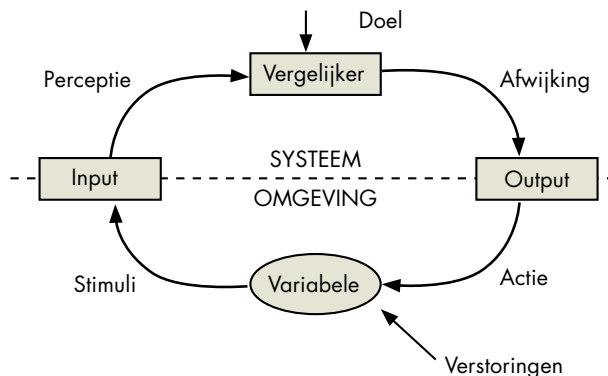 Doel
Perceptie
Vergelijker
Afwijking
SYSTEEM
Input
Output
OMGEVING
Stimuli
Variabele
Actie
Verstoringen